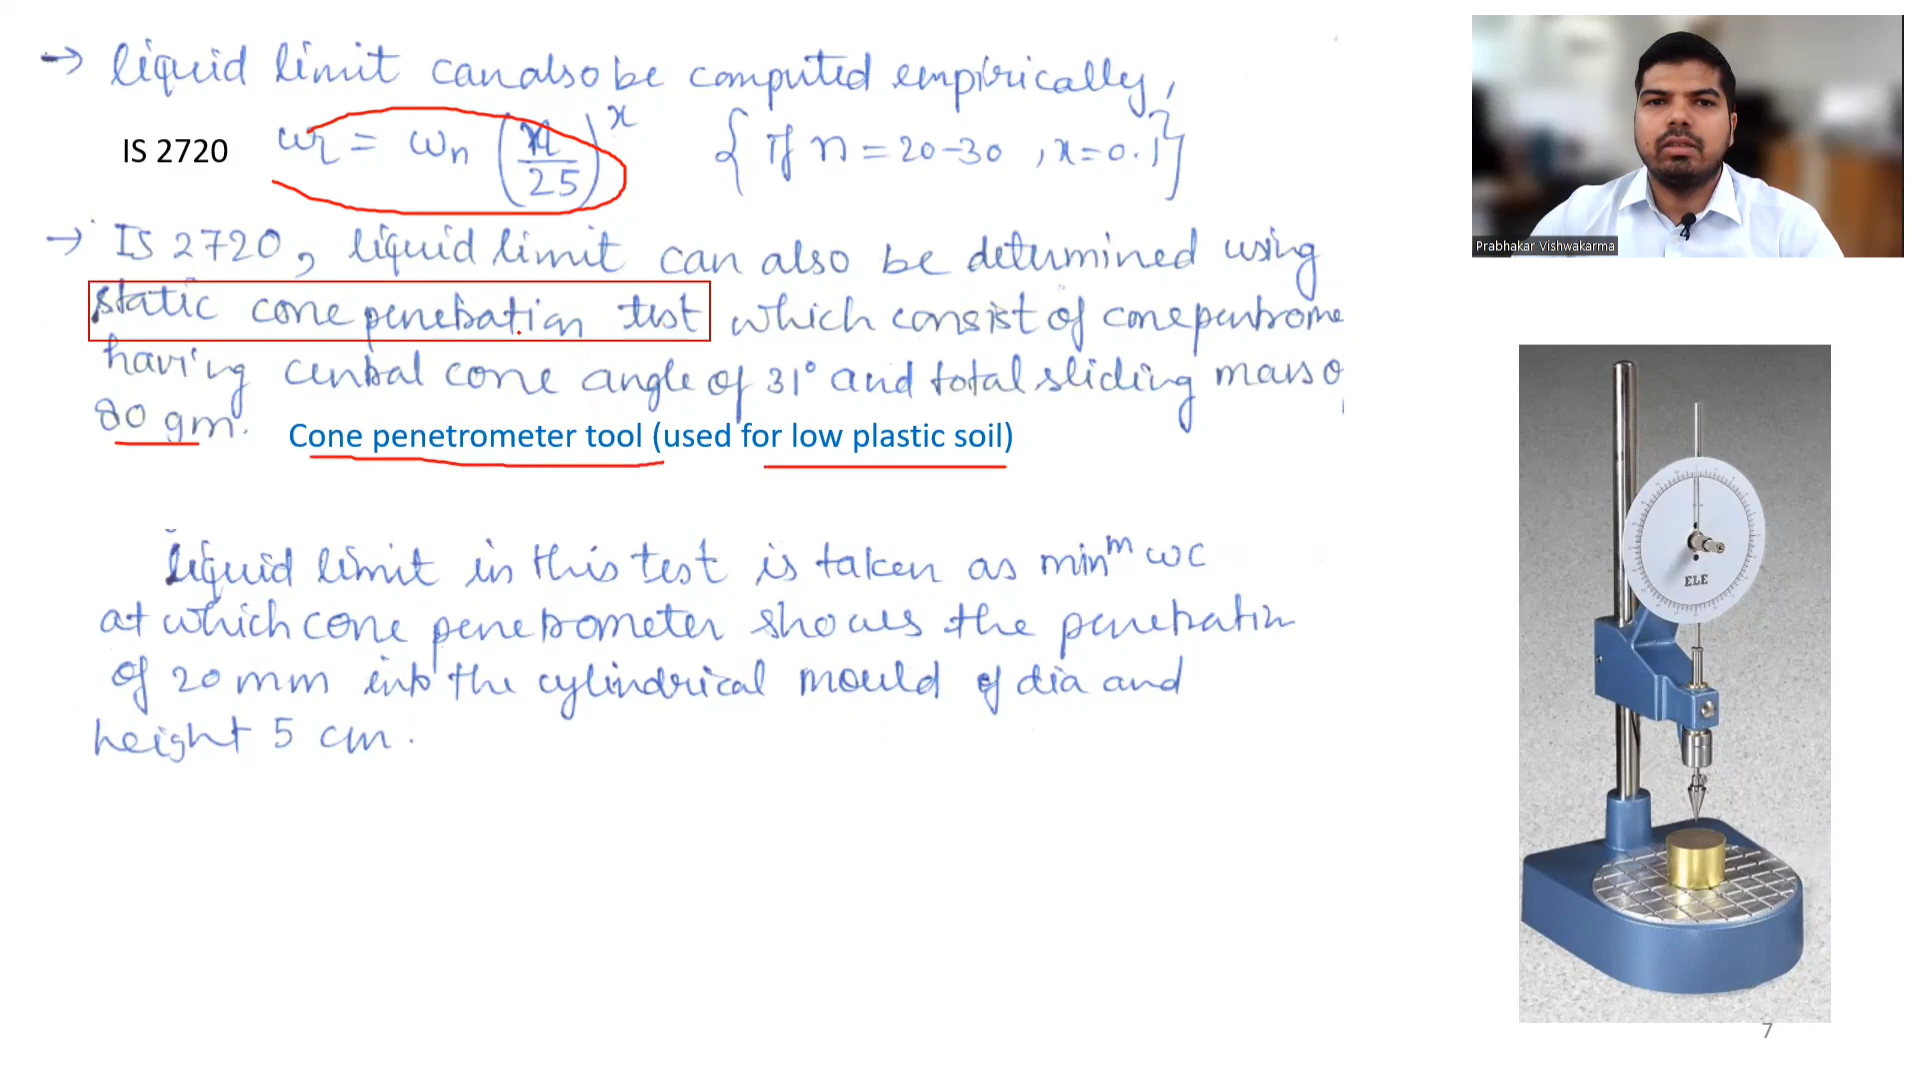 → liquid limit can also be computed empirically,
IS 2720 wL = wn (n/25)^x { If n = 20-30 , x = 0.1 }
→ IS 2720, liquid limit can also be determined using
static cone penetration test which consist of cone pentrome
having central cone angle of 31° and total sliding mass o
80 gm.
Cone penetrometer tool (used for low plastic soil)
liquid limit in this test is taken as minm wc
at which cone penetrometer shows the penetration
of 20 mm into the cylindrical mould of dia and
height 5 cm.
Prabhakar Vishwakarma
ELE
7